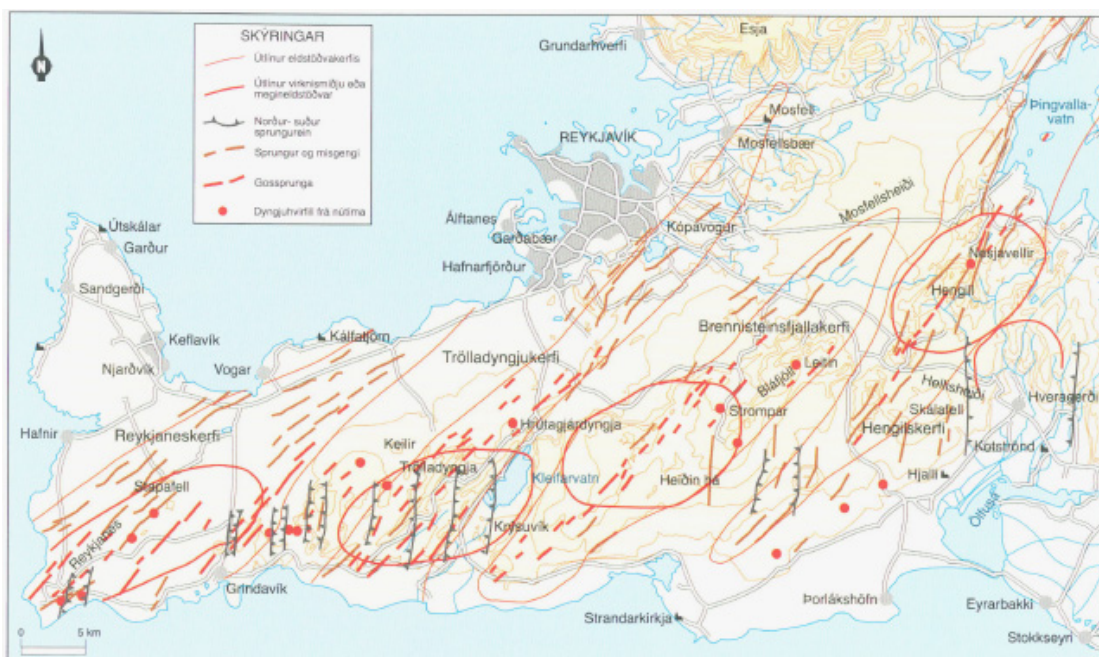 SKÝRINGAR
Útlínur eldstöðvakerfis
Útlínur virknismiðju eða
megineldstöðvar
Norður- suður
sprungurein
Sprungur og misgengi
Gossprunga
Dyngjuhvirfill frá nútíma
N
Esja
Grundarhverfi
Mosfell
Þingvalla-
vatn
REYKJAVÍK
Mosfellsbær
Mosfellsheiði
Álftanes
Kópavogur
Garðabær
Hafnarfjörður
Útskálar
Garður
Sandgerði
Keflavík
Njarðvík
Vogar
Kálfatjörn
Nesjavellir
Hengill
Brennisteinsfjallakerfi
Trölladyngjukerfi
Bláfjöll
Leitin
Hellisheiði
Hveragerði
Skálafell
Hengilskerfi
Strompar
Hrútagjárdyngja
Hafnir
Reykjaneskerfi
Keilir
Trölladyngja
Kleifarvatn
Heiðin há
Kotströnd
Hjalli
Ölfusá
Stapafell
Krísuvík
Reykjanes
Grindavík
Strandarkirkja
Þorlákshöfn
Eyrarbakki
Stokkseyri
0 5 km